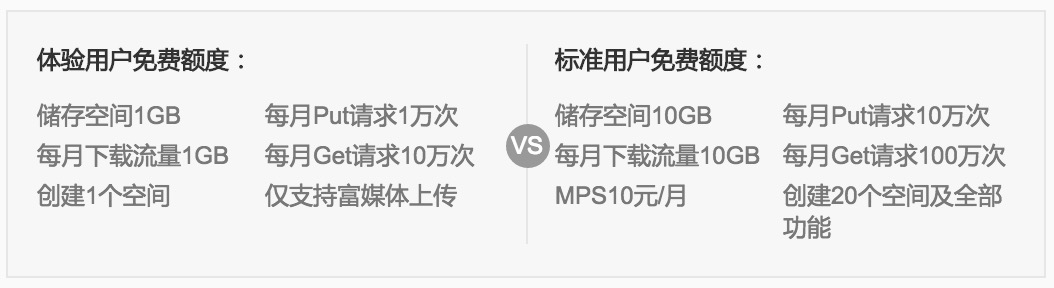 体验用户免费额度：
储存空间1GB
每月Put请求1万次
每月下载流量1GB
每月Get请求10万次
创建1个空间
仅支持富媒体上传
VS
标准用户免费额度：
储存空间10GB
每月Put请求10万次
每月下载流量10GB
每月Get请求100万次
MPS10元/月
创建20个空间及全部
功能